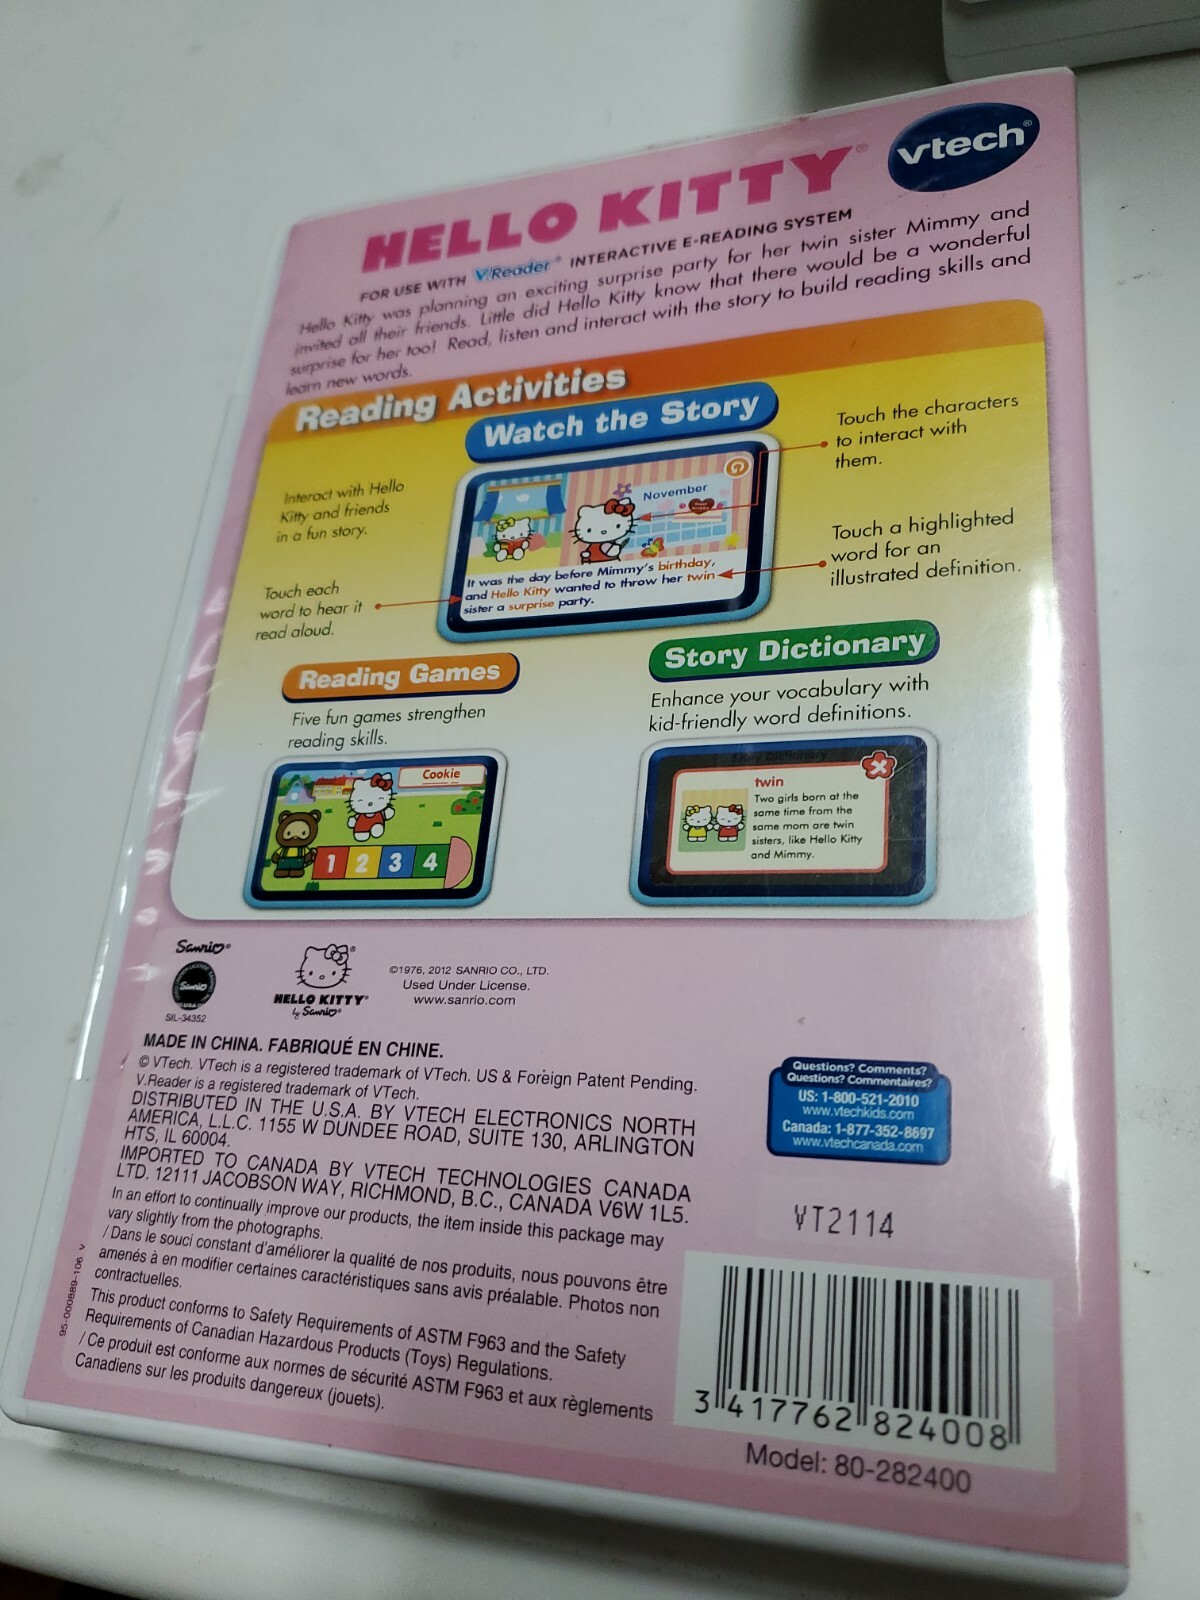 vtech®
HELLO KITTY®
FOR USE WITH V.Reader® INTERACTIVE E-READING SYSTEM
Hello Kitty was planning an exciting surprise party for her twin sister Mimmy and
invited all their friends. Little did Hello Kitty know that there would be a wonderful
surprise for her too! Read, listen and interact with the story to build reading skills and
learn new words.
Reading Activities
Watch the Story
Interact with Hello
Kitty and friends
in a fun story.
Touch each
word to hear it
read aloud.
November
It was the day before Mimmy's birthday,
and Hello Kitty wanted to throw her twin
sister a surprise party.
Touch the characters
to interact with
them.
Touch a highlighted
word for an
illustrated definition.
Reading Games
Five fun games strengthen
reading skills.
Cookie
1 2 3 4
Story Dictionary
Enhance your vocabulary with
kid-friendly word definitions.
Story Dictionary
twin
Two girls born at the
same time from the
same mom are twin
sisters, like Hello Kitty
and Mimmy.
Sanrio®
Sanrio
SIL-34352
HELLO KITTY®
by Sanrio®
©1976, 2012 SANRIO CO., LTD.
Used Under License.
www.sanrio.com
MADE IN CHINA. FABRIQUÉ EN CHINE.
© VTech. VTech is a registered trademark of VTech. US & Foreign Patent Pending.
V.Reader is a registered trademark of VTech.
DISTRIBUTED IN THE U.S.A. BY VTECH ELECTRONICS NORTH
AMERICA, L.L.C. 1155 W DUNDEE ROAD, SUITE 130, ARLINGTON
HTS, IL 60004.
IMPORTED TO CANADA BY VTECH TECHNOLOGIES CANADA
LTD. 12111 JACOBSON WAY, RICHMOND, B.C., CANADA V6W 1L5.
In an effort to continually improve our products, the item inside this package may
vary slightly from the photographs.
/ Dans le souci constant d'améliorer la qualité de nos produits, nous pouvons être
amenés à en modifier certaines caractéristiques sans avis préalable. Photos non
contractuelles.
This product conforms to Safety Requirements of ASTM F963 and the Safety
Requirements of Canadian Hazardous Products (Toys) Regulations.
/ Ce produit est conforme aux normes de sécurité ASTM F963 et aux règlements
Canadiens sur les produits dangereux (jouets).
95-000889-106 V
Questions? Comments?
Questions? Commentaires?
US: 1-800-521-2010
www.vtechkids.com
Canada: 1-877-352-8697
www.vtechcanada.com
VT2114
3 417762 824008
Model: 80-282400